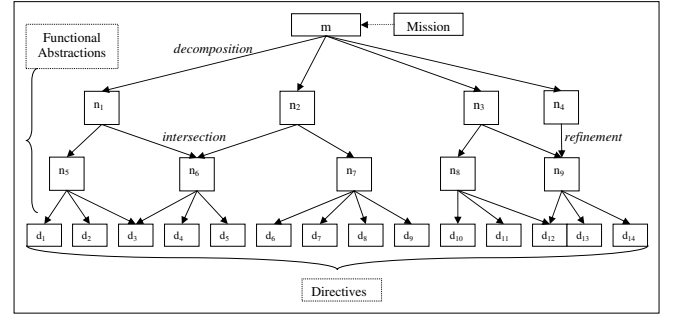 m
Mission
Functional
Abstractions
decomposition
n₁
n₂
n₃
n₄
intersection
refinement
n₅
n₆
n₇
n₈
n₉
d₁
d₂
d₃
d₄
d₅
d₆
d₇
d₈
d₉
d₁₀
d₁₁
d₁₂
d₁₃
d₁₄
Directives